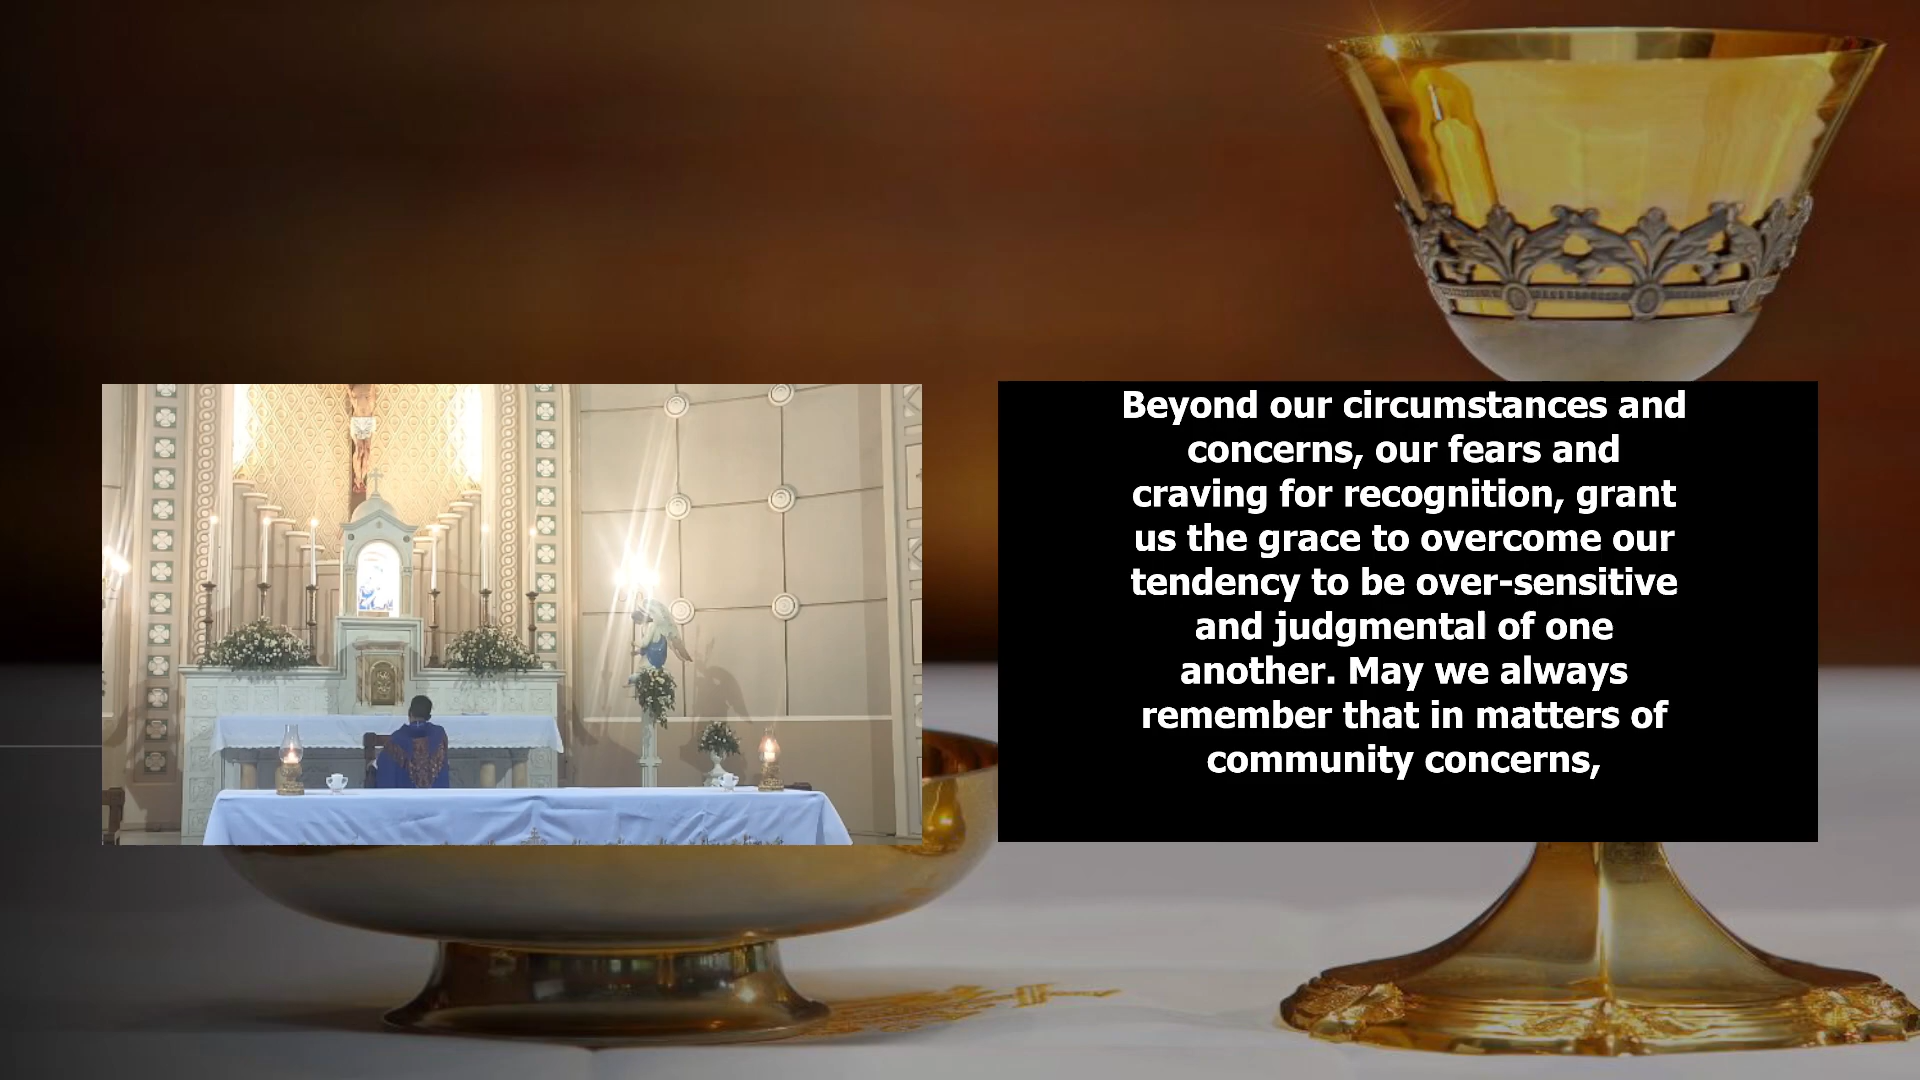 Beyond our circumstances and
concerns, our fears and
craving for recognition, grant
us the grace to overcome our
tendency to be over-sensitive
and judgmental of one
another. May we always
remember that in matters of
community concerns,